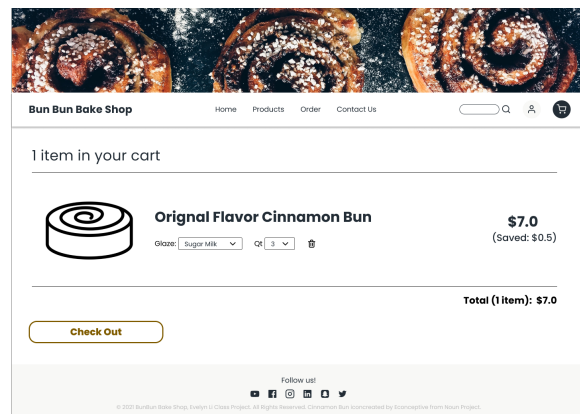 Bun Bun Bake Shop
Home Products Order Contact Us
1 item in your cart
Orignal Flavor Cinnamon Bun
Glaze: Sugar Milk Qt 3
$7.0
(Saved: $0.5)
Total (1 item): $7.0
Check Out
Follow us!
© 2021 BunBun Bake Shop, Evelyn Li Class Project. All Rights Reserved. Cinnamon Bun Iconcreated by Econceptive from Noun Project.